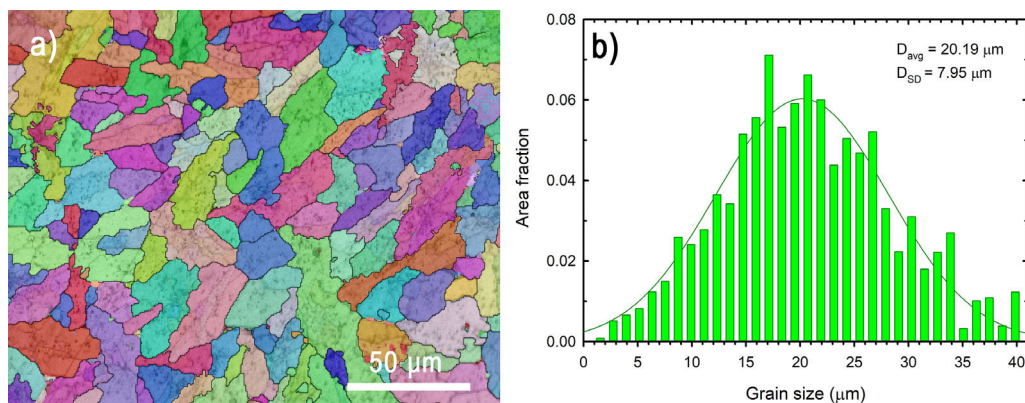 a)
50 μm
b)
D_avg = 20.19 μm
D_SD = 7.95 μm
Area fraction
0.08
0.06
0.04
0.02
0.00
0 5 10 15 20 25 30 35 40
Grain size (μm)